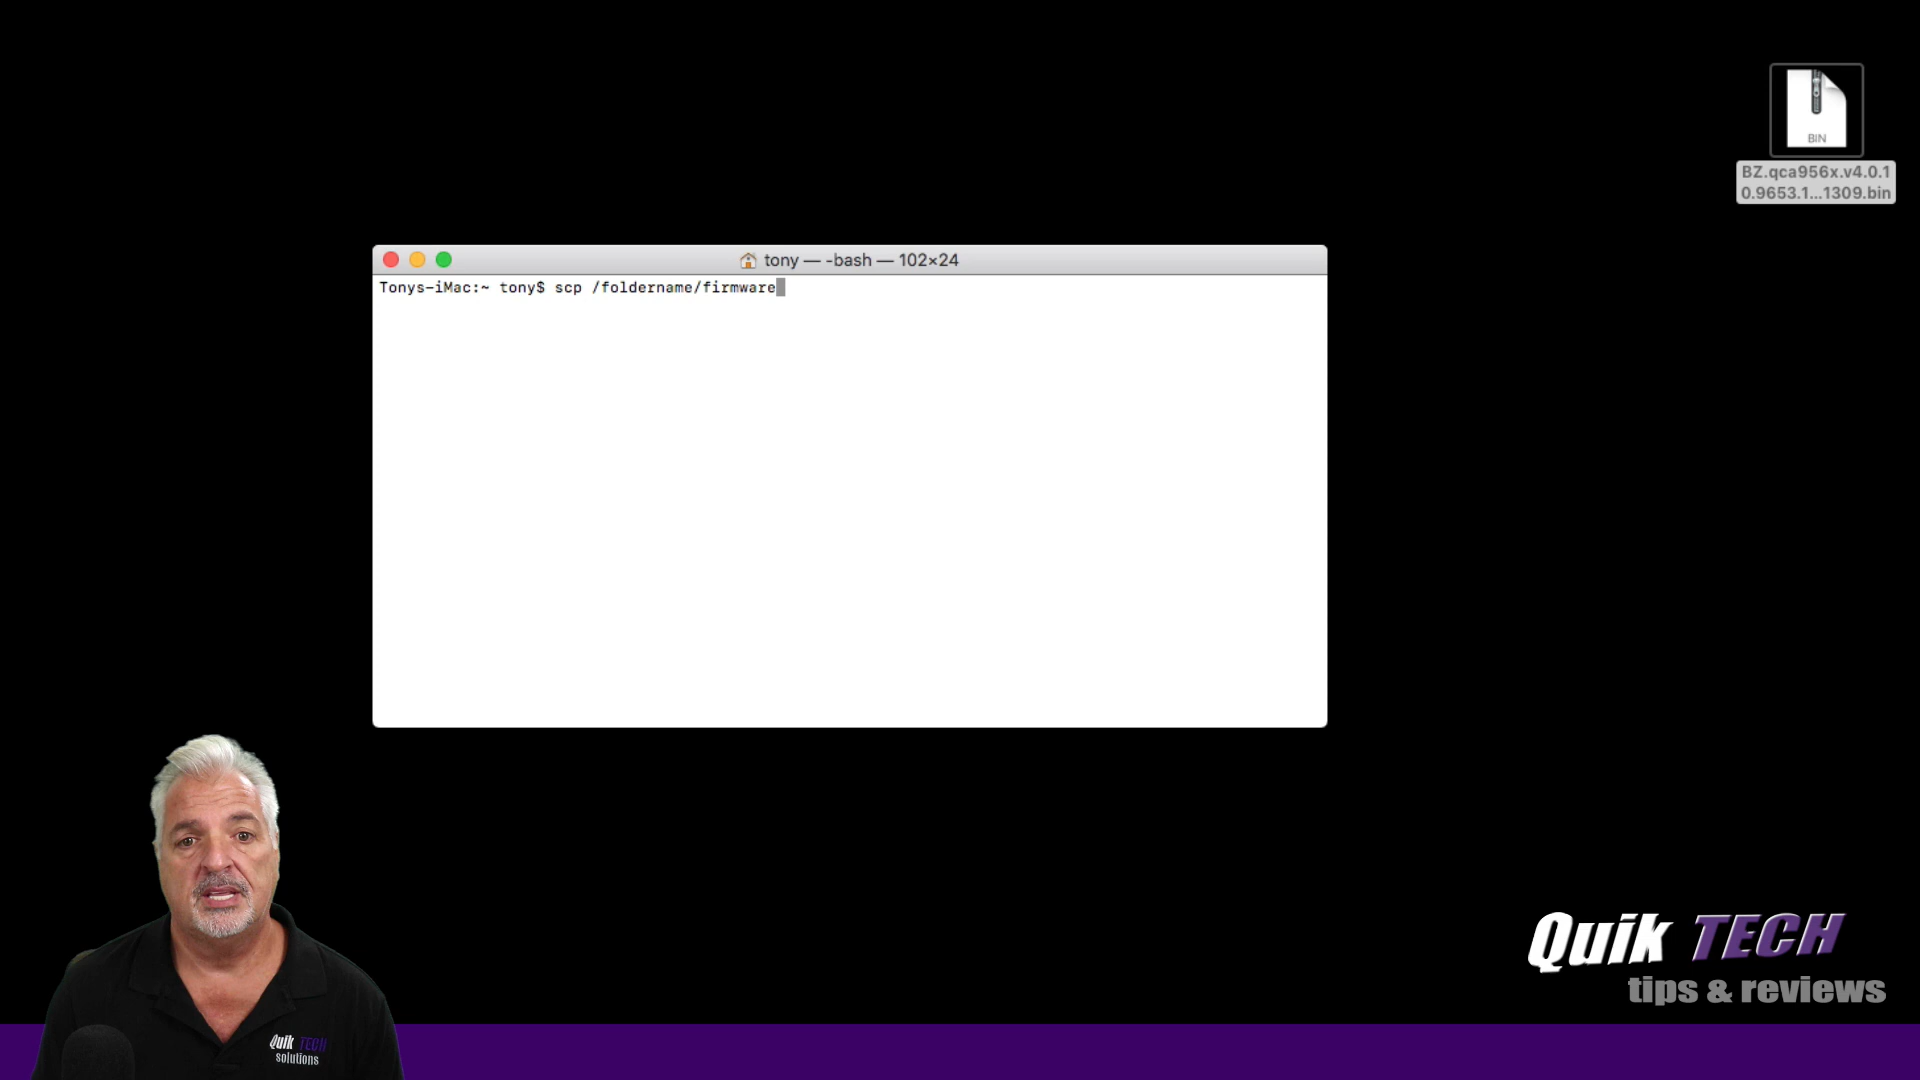 BIN
BZ.qca956x.v4.0.1
0.9653.1...1309.bin
tony — -bash — 102×24
Tonys-iMac:~ tony$ scp /foldername/firmware
Quik TECH
tips & reviews
Quik TECH
solutions